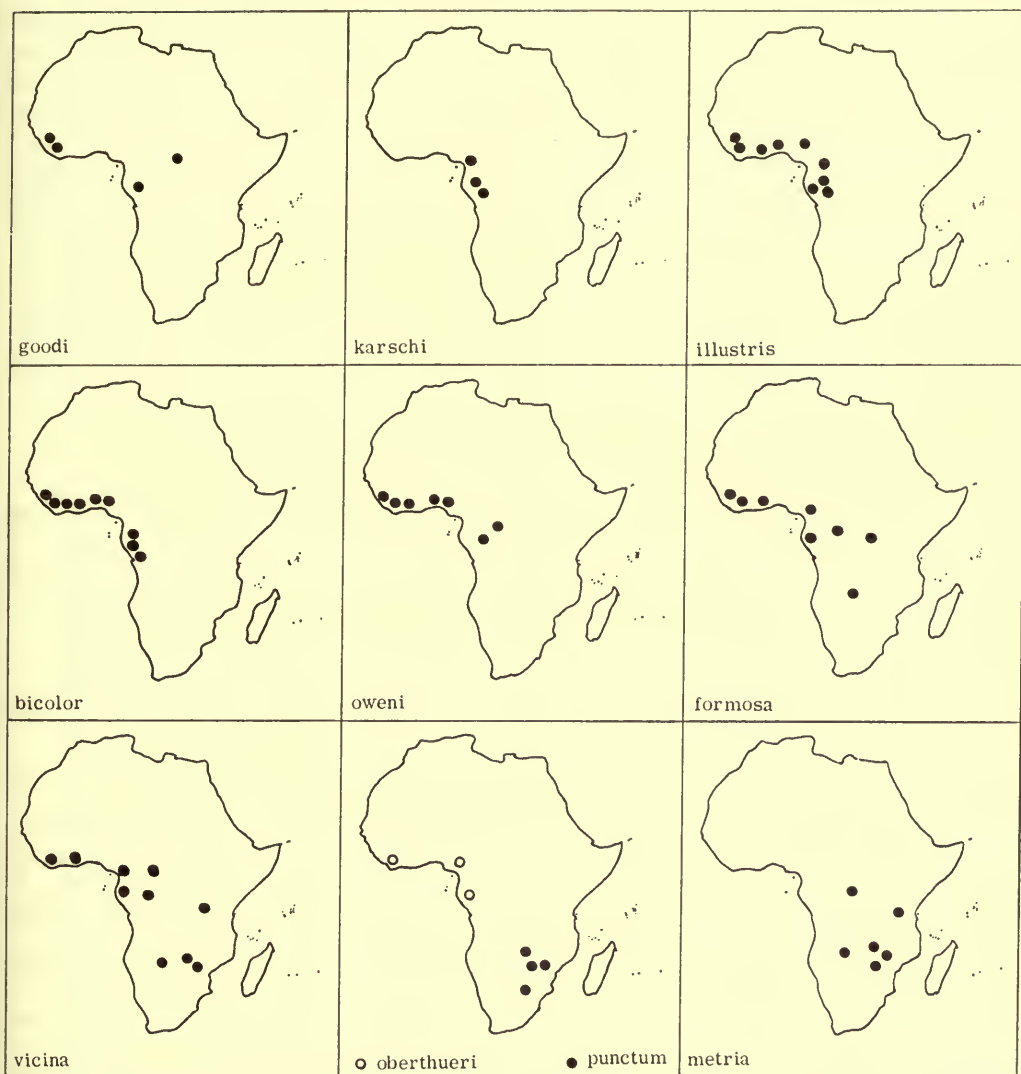 goodi
karschi
illustris
bicolor
oweni
formosa
vicina
oberthueri
punctum
metria